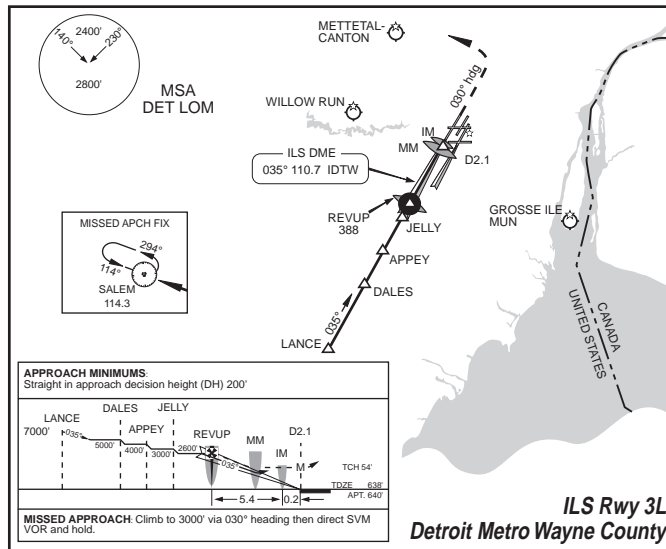 2400'
140°
230°
2800'
MSA
DET LOM
METTETAL-
CANTON
WILLOW RUN
030° hdg
IM
MM
D2.1
ILS DME
035° 110.7 IDTW
REVUP
388
JELLY
GROSSE ILE
MUN
MISSED APCH FIX
294°
114°
SALEM
114.3
APPEY
DALES
035°
LANCE
CANADA
UNITED STATES
APPROACH MINIMUMS:
Straight in approach decision height (DH) 200'
DALES JELLY
LANCE APPEY REVUP MM D2.1
7000' 035° 5000' 4000' 3000' 2600' 035° IM M
TCH 54'
TDZE 638'
APT. 640'
5.4 0.2
MISSED APPROACH: Climb to 3000' via 030° heading then direct SVM
VOR and hold.
ILS Rwy 3L
Detroit Metro Wayne County